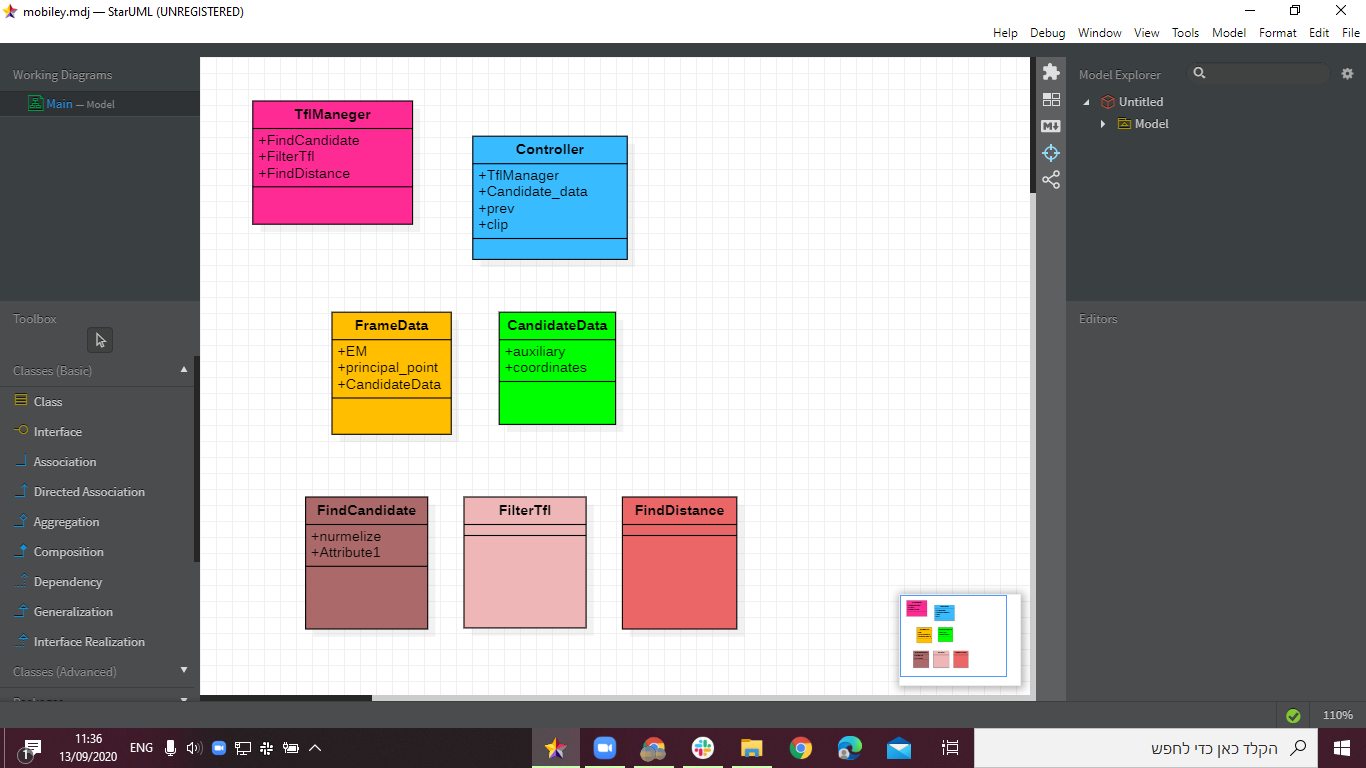 mobiley.mdj — StarUML (UNREGISTERED)
Help Debug Window View Tools Model Format Edit File
Working Diagrams
Main — Model
Toolbox
Classes (Basic)
Class
Interface
Association
Directed Association
Aggregation
Composition
Dependency
Generalization
Interface Realization
Classes (Advanced)
TflManeger
+FindCandidate
+FilterTfl
+FindDistance
Controller
+TflManager
+Candidate_data
+prev
+clip
FrameData
+EM
+principal_point
+CandidateData
CandidateData
+auxiliary
+coordinates
FindCandidate
+nurmelize
+Attribute1
FilterTfl
FindDistance
Model Explorer
Untitled
Model
Editors
110%
1
11:36
13/09/2020
ENG
הקלד כאן כדי לחפש